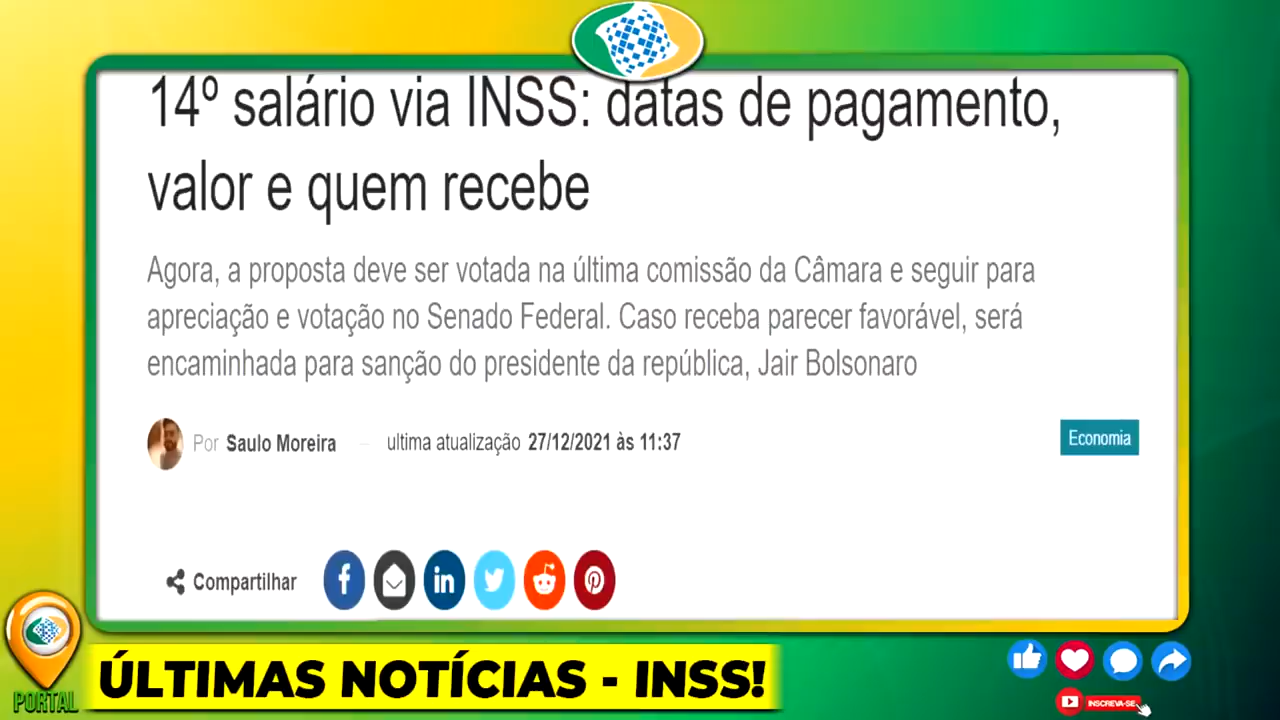 14º salário via INSS: datas de pagamento,
valor e quem recebe
Agora, a proposta deve ser votada na última comissão da Câmara e seguir para
apreciação e votação no Senado Federal. Caso receba parecer favorável, será
encaminhada para sanção do presidente da república, Jair Bolsonaro
Por Saulo Moreira — ultima atualização 27/12/2021 às 11:37
Economia
Compartilhar
PORTAL
ÚLTIMAS NOTÍCIAS - INSS!
INSCREVA-SE